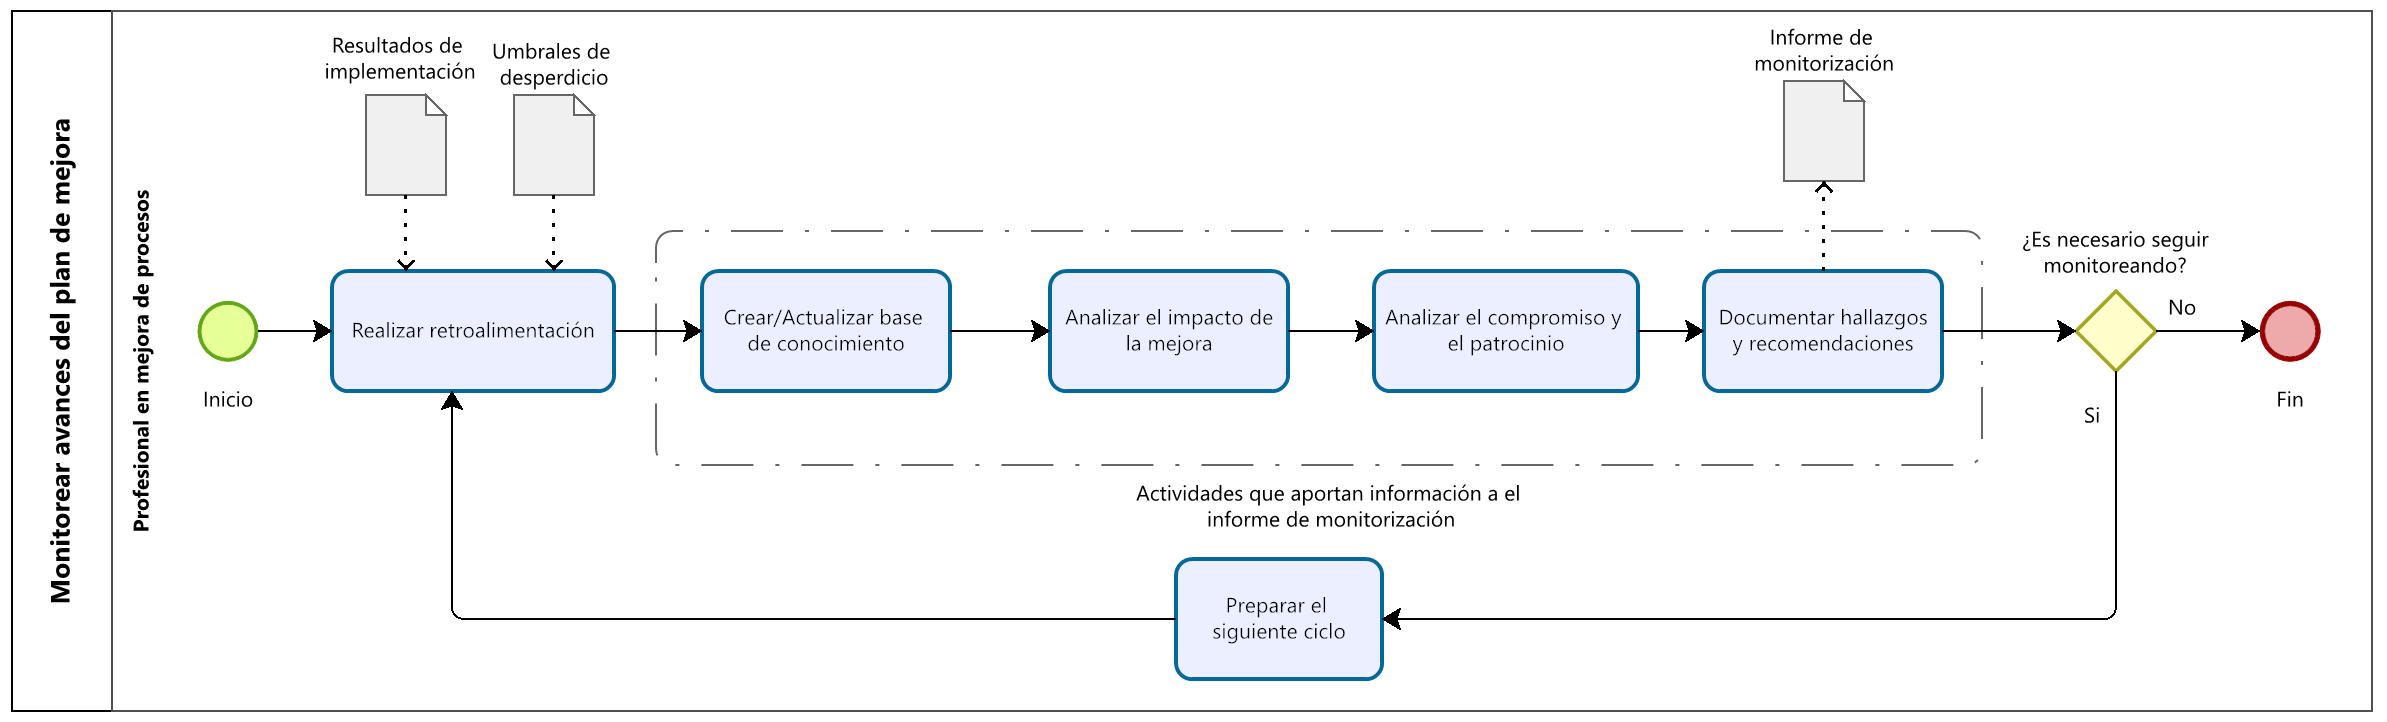 Monitorear avances del plan de mejora
Profesional en mejora de procesos
Resultados de
implementación
Umbrales de
desperdicio
Informe de
monitorización
Inicio
Realizar retroalimentación
Crear/Actualizar base
de conocimiento
Analizar el impacto de
la mejora
Analizar el compromiso y
el patrocinio
Documentar hallazgos
y recomendaciones
¿Es necesario seguir
monitoreando?
No
Si
Fin
Actividades que aportan información a el
informe de monitorización
Preparar el
siguiente ciclo